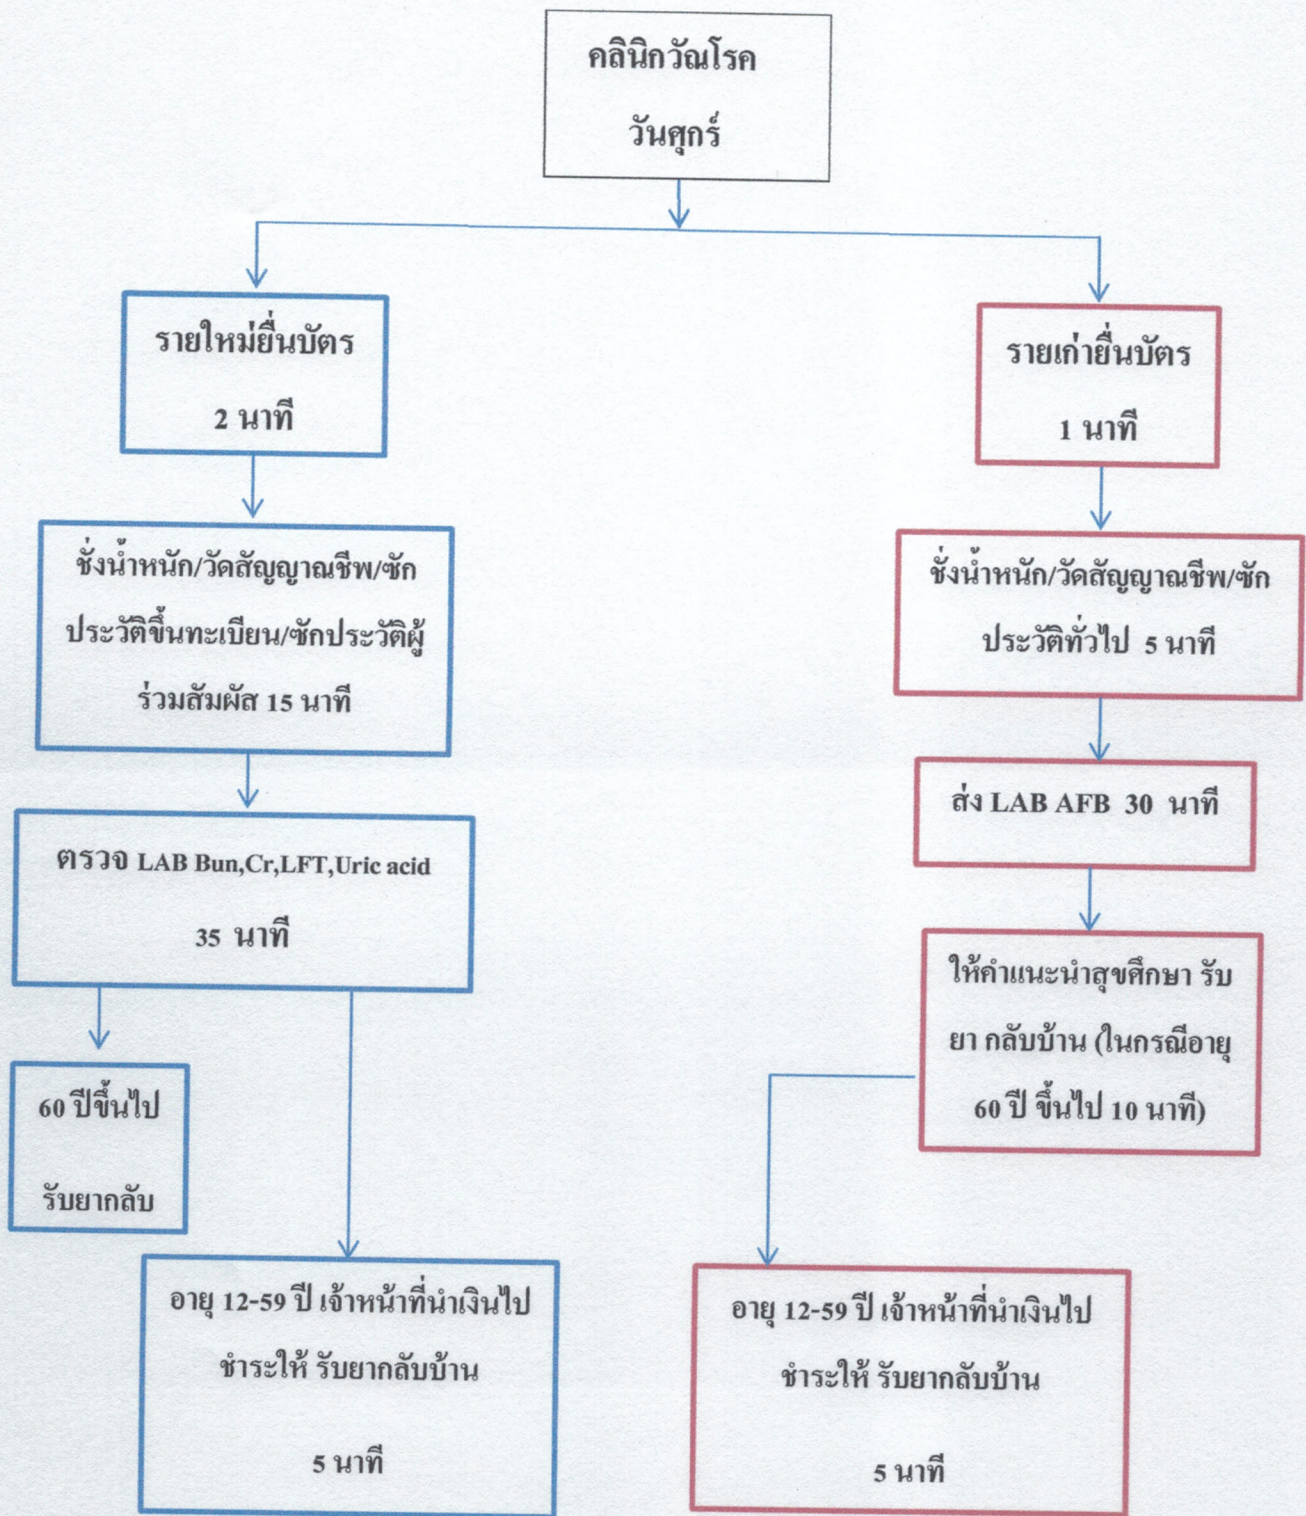 คลินิกวัณโรค
วันศุกร์
รายใหม่ยื่นบัตร
2 นาที
ชั่งน้ำหนัก/วัดสัญญาณชีพ/ซัก
ประวัติขึ้นทะเบียน/ซักประวัติผู้
ร่วมสัมผัส 15 นาที
ตรวจ LAB Bun,Cr,LFT,Uric acid
35 นาที
60 ปีขึ้นไป
รับยากลับ
อายุ 12-59 ปี เจ้าหน้าที่นำเงินไป
ชำระให้ รับยากลับบ้าน
5 นาที
รายเก่ายื่นบัตร
1 นาที
ชั่งน้ำหนัก/วัดสัญญาณชีพ/ซัก
ประวัติทั่วไป 5 นาที
ส่ง LAB AFB 30 นาที
ให้คำแนะนำสุขศึกษา รับ
ยา กลับบ้าน (ในกรณีอายุ
60 ปี ขึ้นไป 10 นาที)
อายุ 12-59 ปี เจ้าหน้าที่นำเงินไป
ชำระให้ รับยากลับบ้าน
5 นาที